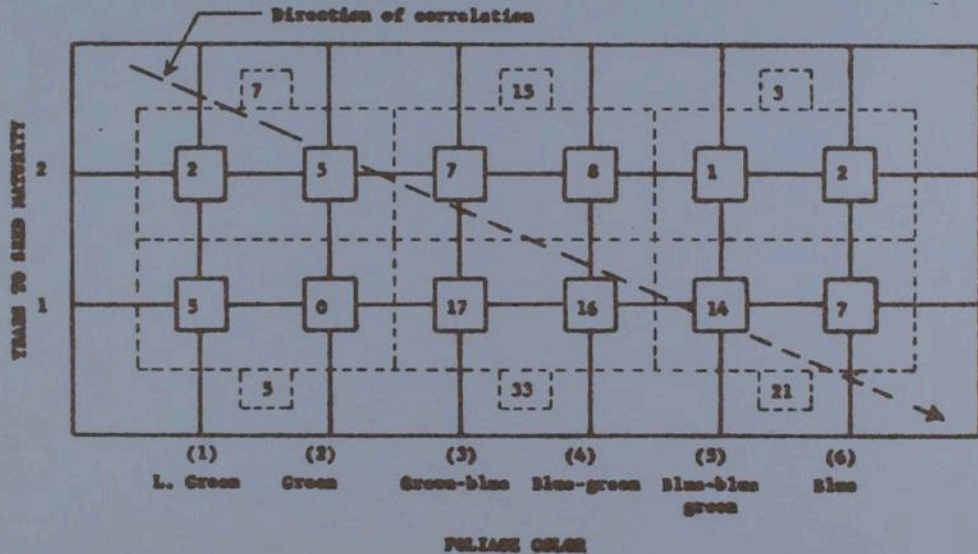 Direction of correlation
7 15 3
2 2 5 7 8 1 2
YEARS TO SEED MATURITY
1 5 0 17 16 14 7
5 33 21
(1) (2) (3) (4) (5) (6)
L. Green Green Green-blue Blue-green Blue-blue Blue
green
FOLIAGE COLOR